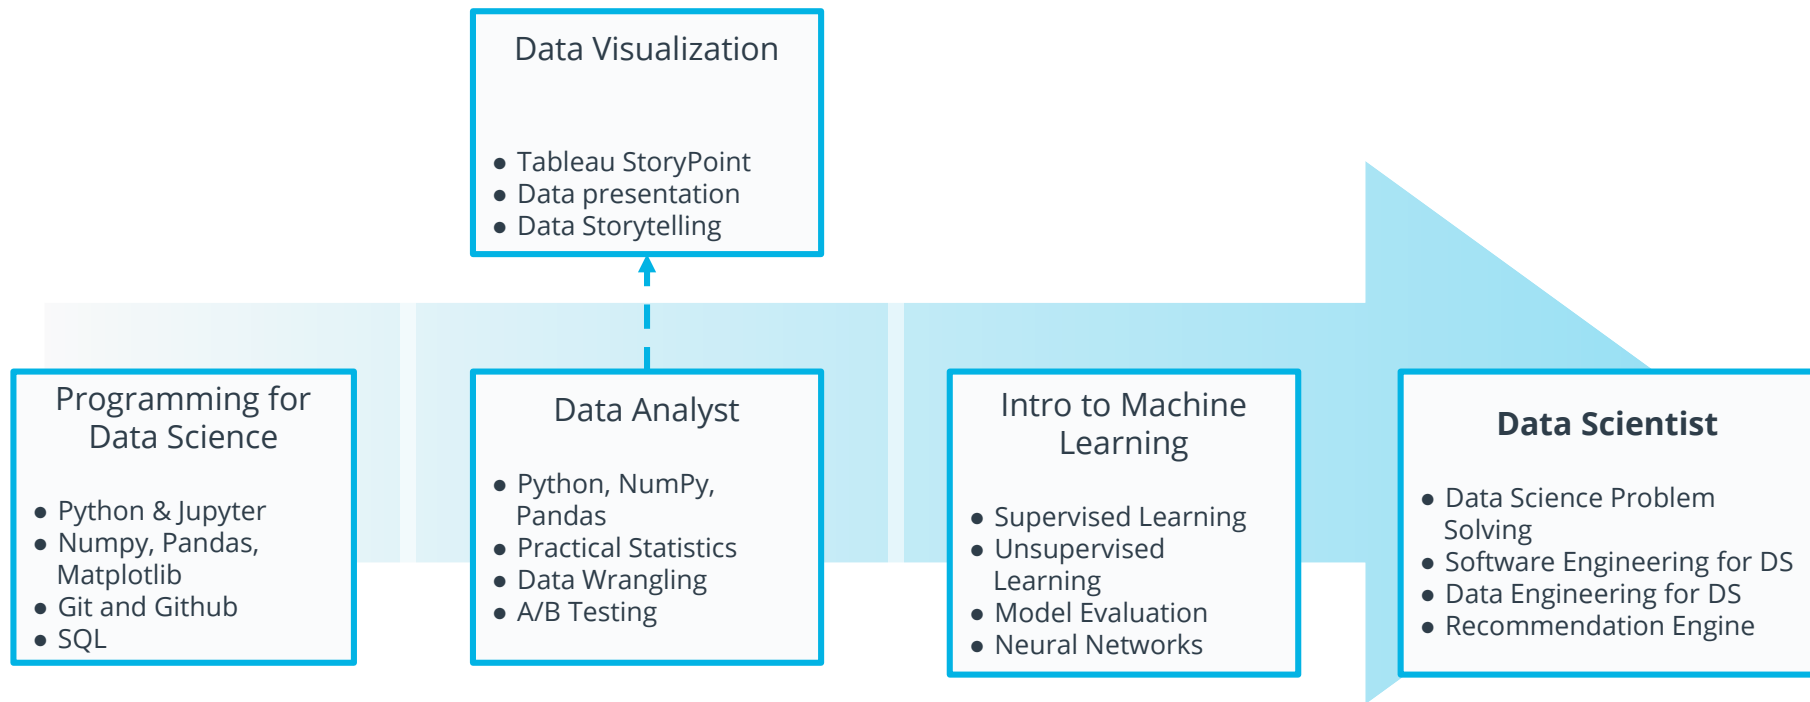 Data Visualization
● Tableau StoryPoint
● Data presentation
● Data Storytelling
Programming for
Data Science
● Python & Jupyter
● Numpy, Pandas,
Matplotlib
● Git and Github
● SQL
Data Analyst
● Python, NumPy,
Pandas
● Practical Statistics
● Data Wrangling
● A/B Testing
Intro to Machine
Learning
● Supervised Learning
● Unsupervised
Learning
● Model Evaluation
● Neural Networks
Data Scientist
● Data Science Problem
Solving
● Software Engineering for DS
● Data Engineering for DS
● Recommendation Engine